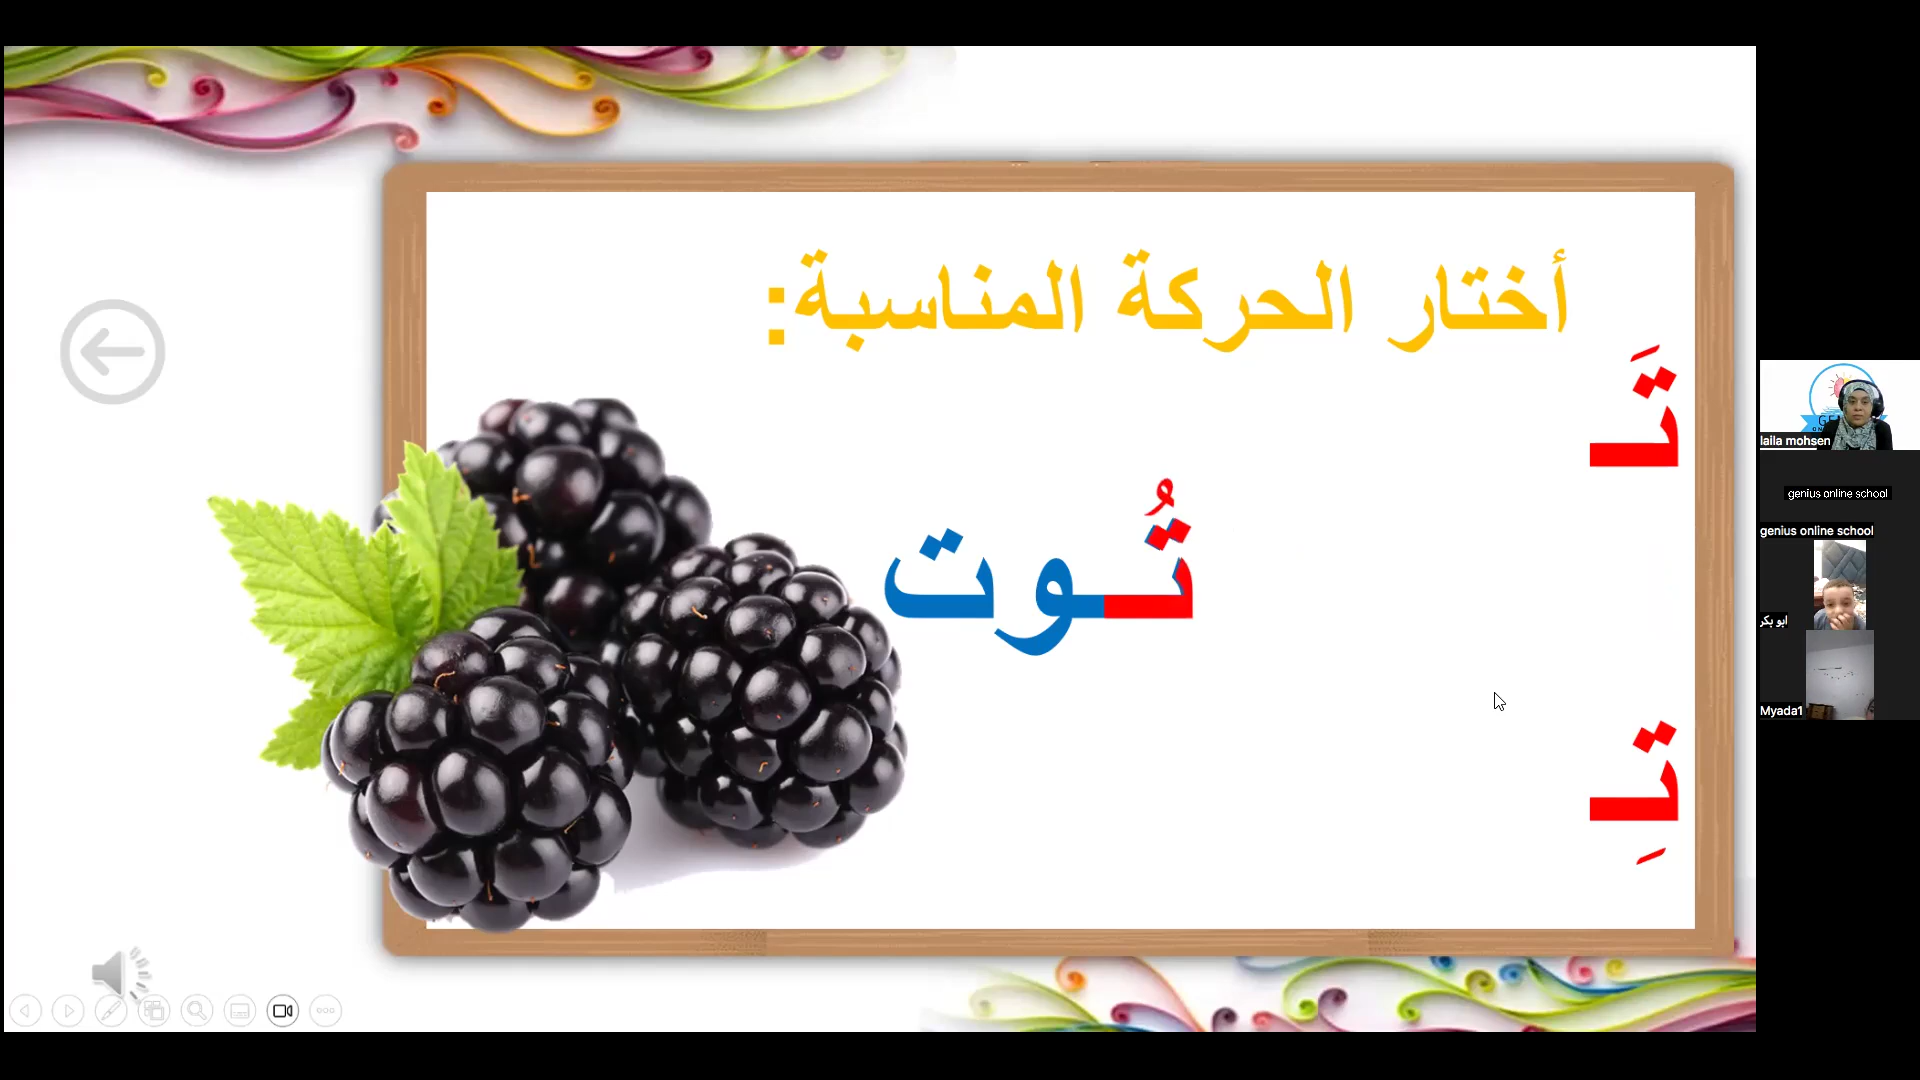 أختار الحركة المناسبة:
تَـ
تُـوت
تِـ
laila mohsen
genius online school
genius online school
ابو بكر
Myada1